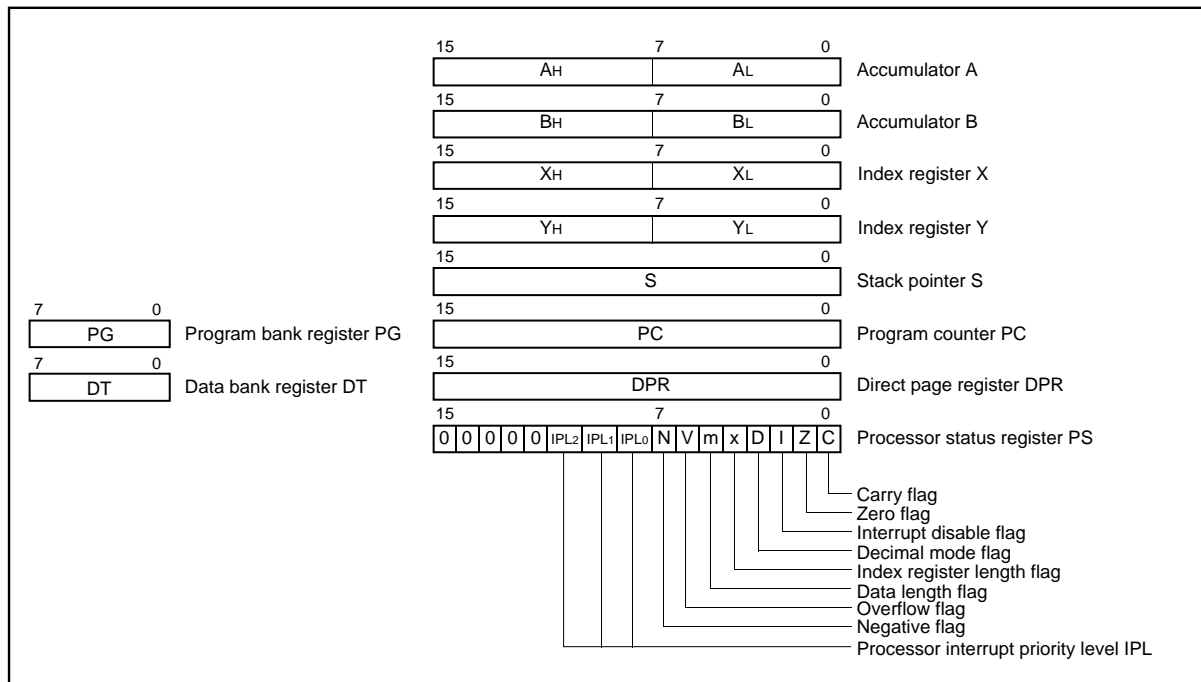 15 7 0
AH AL Accumulator A
15 7 0
BH BL Accumulator B
15 7 0
XH XL Index register X
15 7 0
YH YL Index register Y
15 0
S Stack pointer S
7 0 15 0
PG Program bank register PG PC Program counter PC
7 0 15 0
DT Data bank register DT DPR Direct page register DPR
15 7 0
0 0 0 0 0 IPL2 IPL1 IPL0 N V m x D I Z C Processor status register PS
Carry flag
Zero flag
Interrupt disable flag
Decimal mode flag
Index register length flag
Data length flag
Overflow flag
Negative flag
Processor interrupt priority level IPL